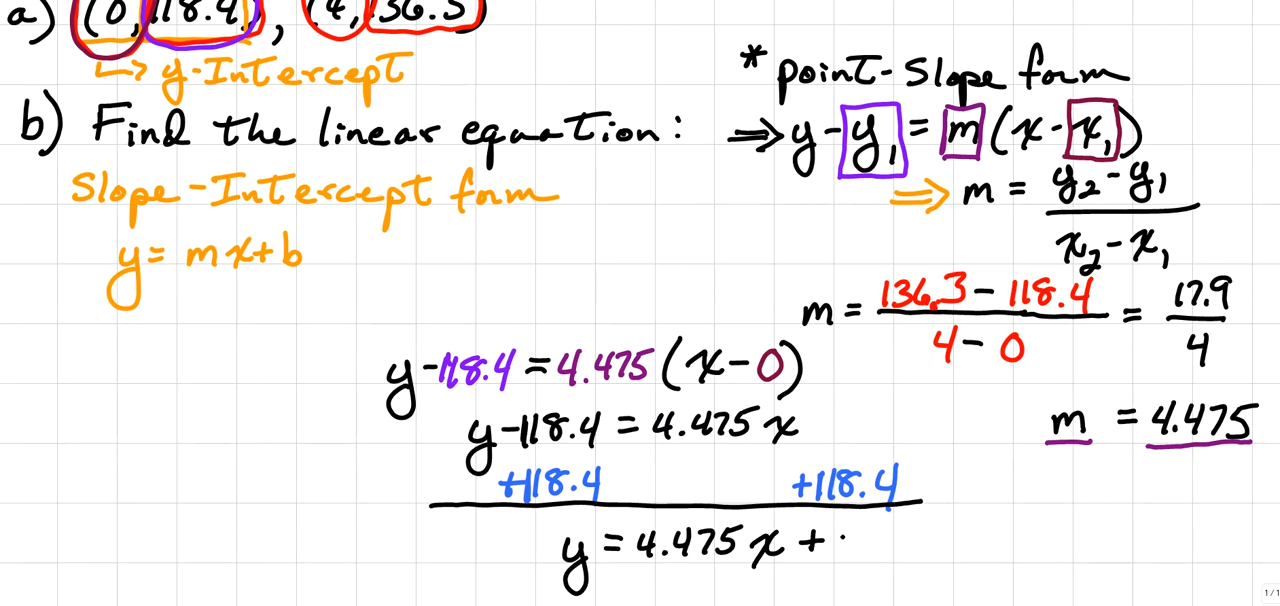 a) (0, 118.4), (4, 136.3)
↳ y-Intercept
* point-slope form
b) Find the linear equation: ⇒ y - y₁ = m (x - x₁)
Slope-Intercept form
⇒ m = (y₂ - y₁) / (x₂ - x₁)
y = mx + b
m = (136.3 - 118.4) / (4 - 0) = 17.9 / 4
y - 118.4 = 4.475 (x - 0)
m = 4.475
y - 118.4 = 4.475 x
+118.4 +118.4
y = 4.475 x +
1/1